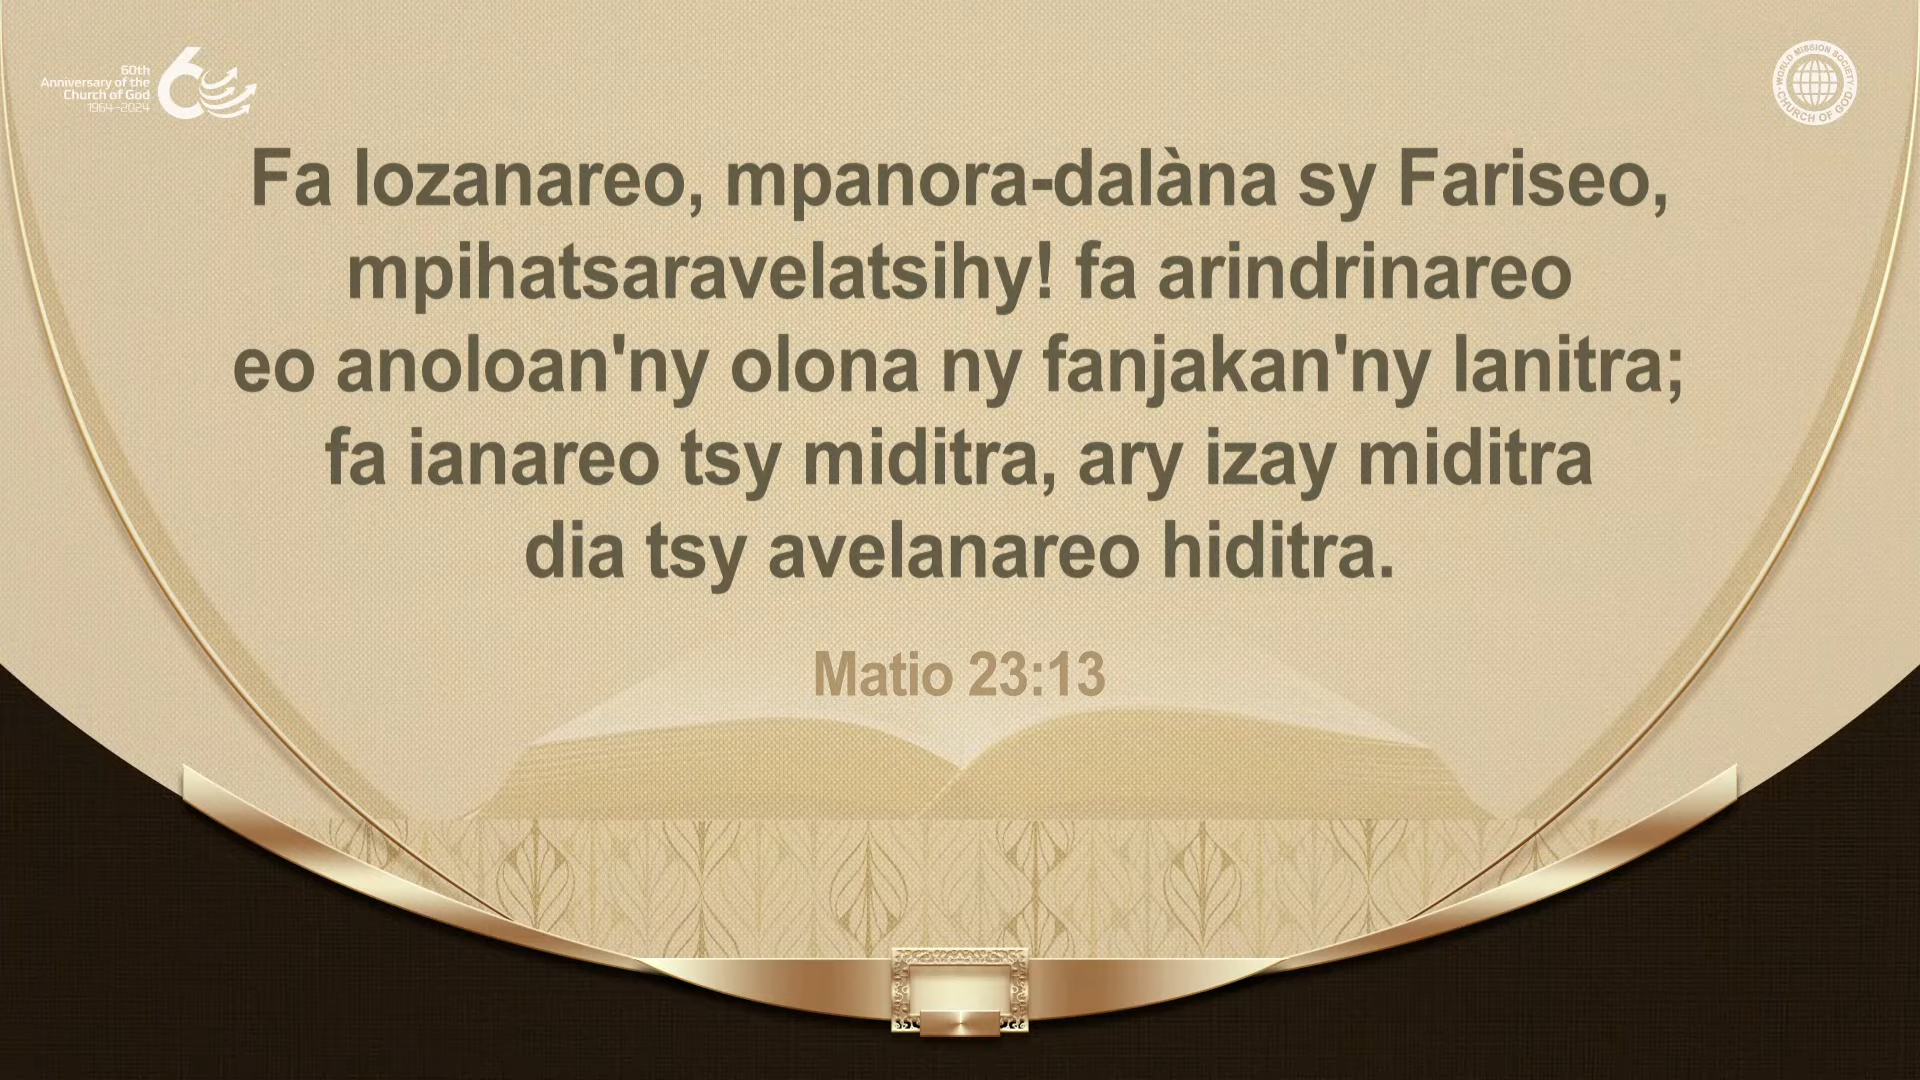 60th
Anniversary of the
Church of God
1964–2024
WORLD MISSION SOCIETY
CHURCH OF GOD
Fa lozanareo, mpanora-dalàna sy Fariseo,
mpihatsaravelatsihy! fa arindrinareo
eo anoloan'ny olona ny fanjakan'ny lanitra;
fa ianareo tsy miditra, ary izay miditra
dia tsy avelanareo hiditra.
Matio 23:13